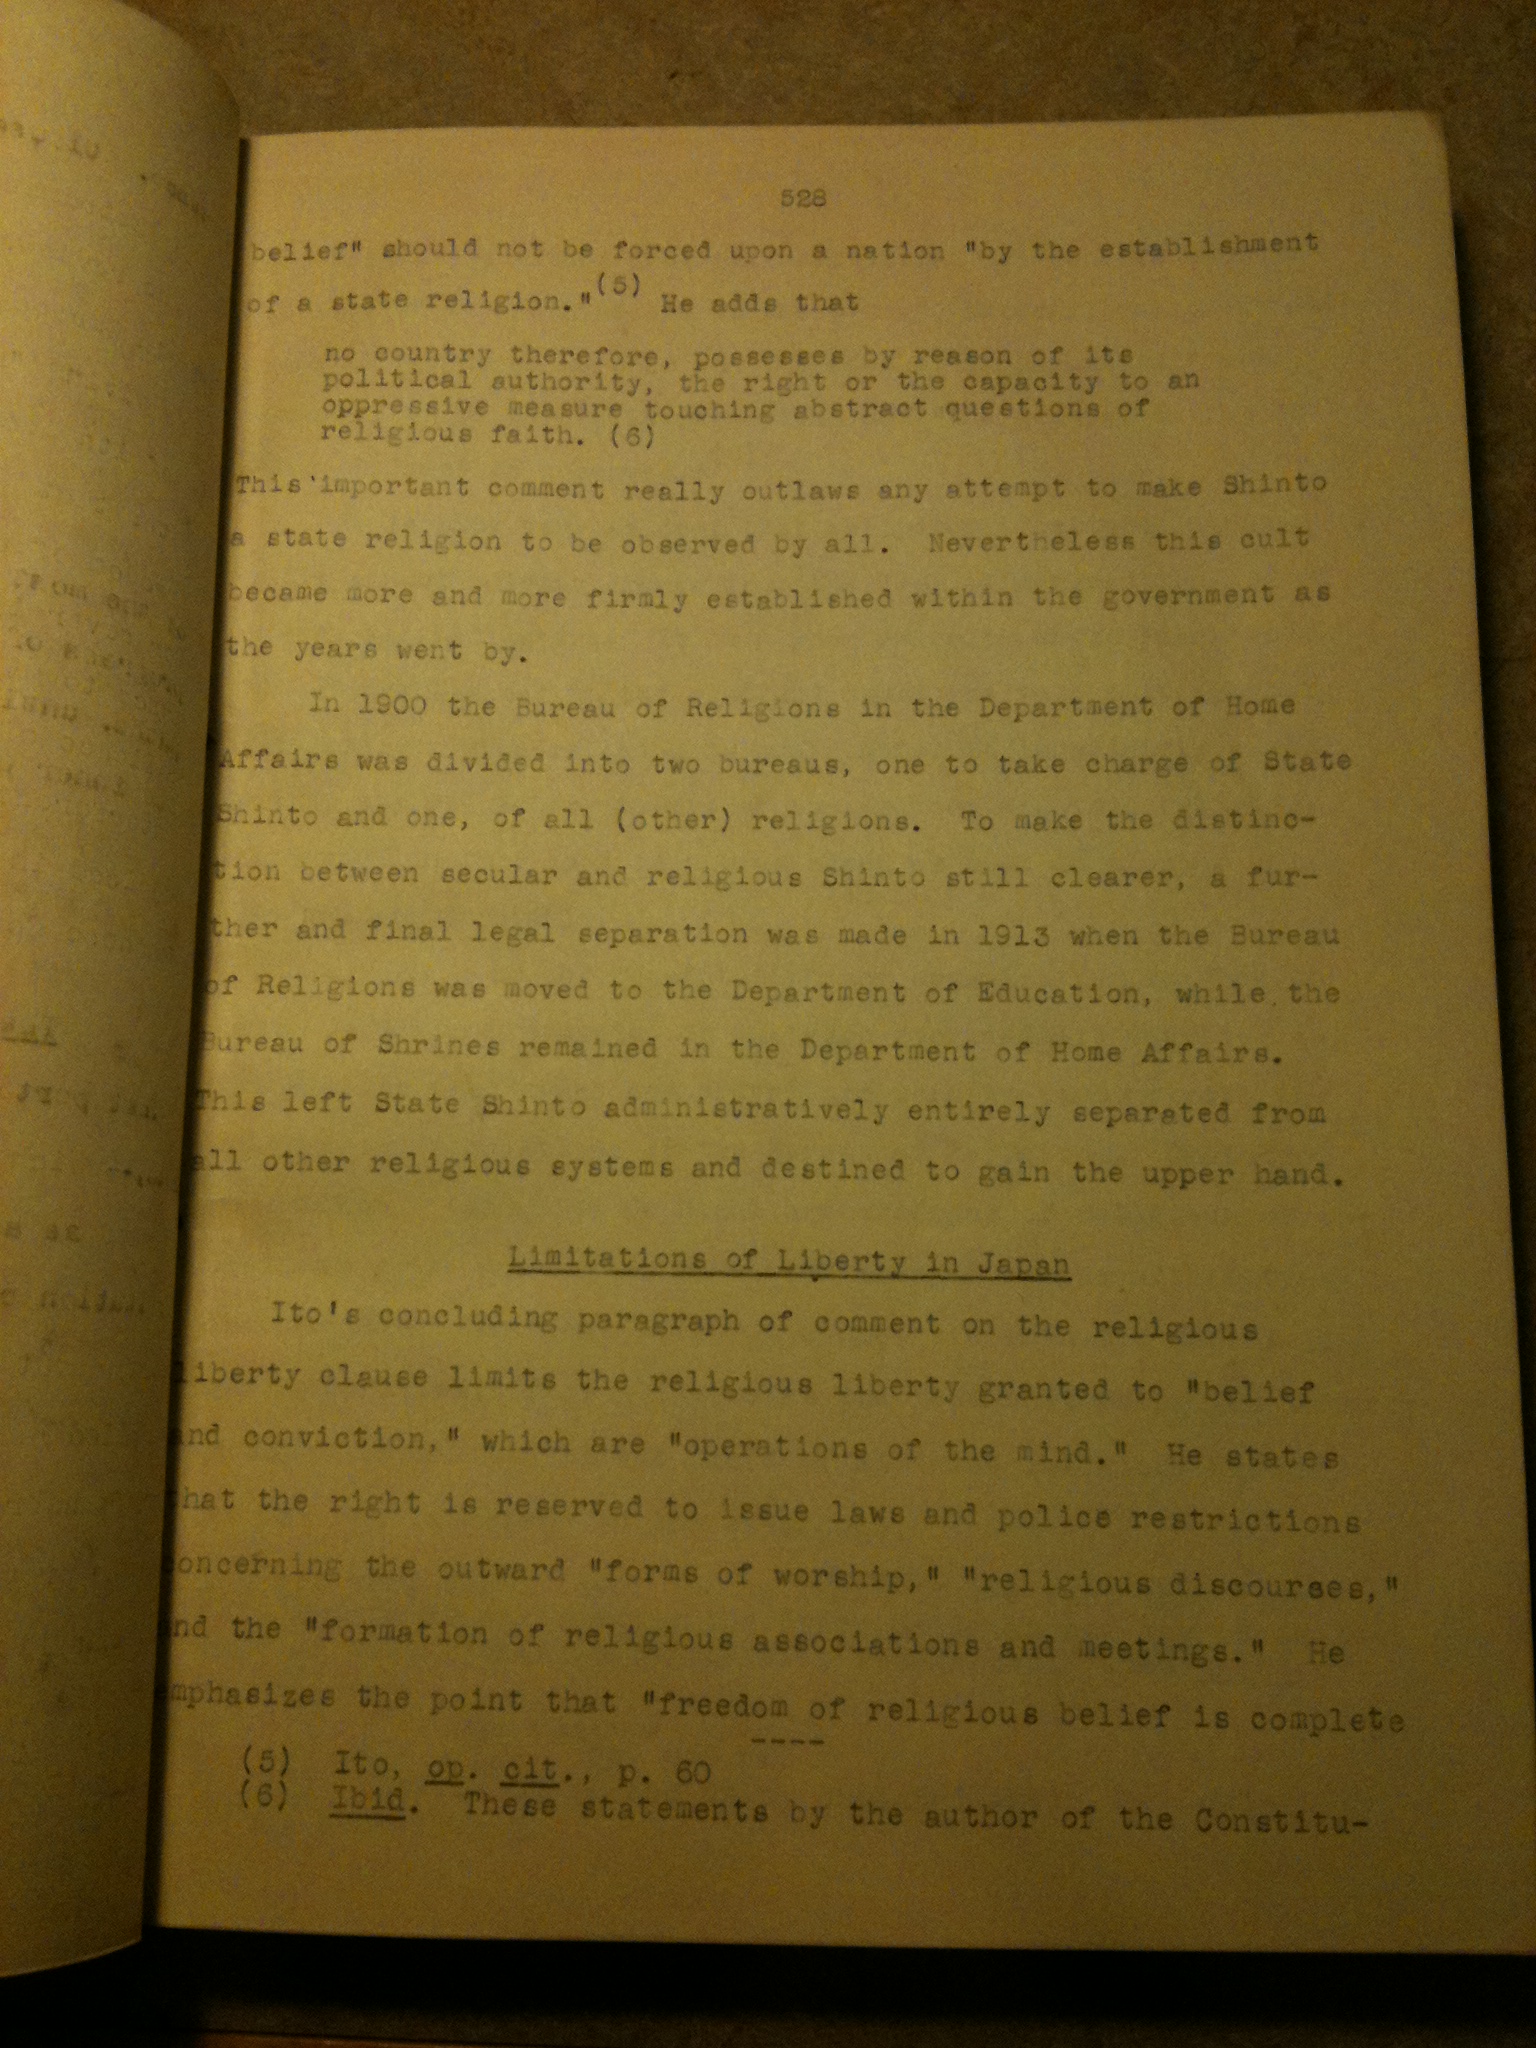 528
belief" should not be forced upon a nation "by the establishment
of a state religion."(5) He adds that
no country therefore, possesses by reason of its
political authority, the right or the capacity to an
oppressive measure touching abstract questions of
religious faith. (6)
This important comment really outlaws any attempt to make Shinto
a state religion to be observed by all. Nevertheless this cult
became more and more firmly established within the government as
the years went by.
In 1900 the Bureau of Religions in the Department of Home
Affairs was divided into two bureaus, one to take charge of State
Shinto and one, of all (other) religions. To make the distinc-
tion between secular and religious Shinto still clearer, a fur-
ther and final legal separation was made in 1913 when the Bureau
of Religions was moved to the Department of Education, while the
Bureau of Shrines remained in the Department of Home Affairs.
This left State Shinto administratively entirely separated from
all other religious systems and destined to gain the upper hand.
Limitations of Liberty in Japan
Ito's concluding paragraph of comment on the religious
liberty clause limits the religious liberty granted to "belief
and conviction," which are "operations of the mind." He states
that the right is reserved to issue laws and police restrictions
concerning the outward "forms of worship," "religious discourses,"
and the "formation of religious associations and meetings." He
emphasizes the point that "freedom of religious belief is complete
----
(5) Ito, op. cit., p. 60
(6) Ibid. These statements by the author of the Constitu-